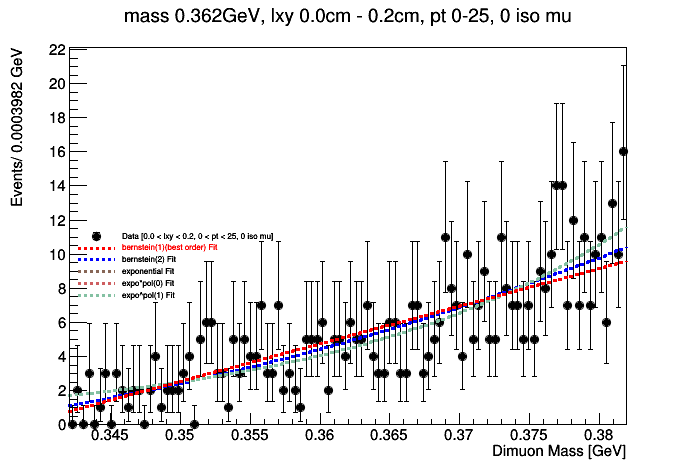 mass 0.362GeV, lxy 0.0cm - 0.2cm, pt 0-25, 0 iso mu
Events/ 0.0003982 GeV
22
20
18
16
14
12
10
8
6
4
2
0
Data [0.0 < lxy < 0.2, 0 < pt < 25, 0 iso mu]
bernstein(1)(best order) Fit
bernstein(2) Fit
exponential Fit
expo*pol(0) Fit
expo*pol(1) Fit
0.345 0.35 0.355 0.36 0.365 0.37 0.375 0.38
Dimuon Mass [GeV]